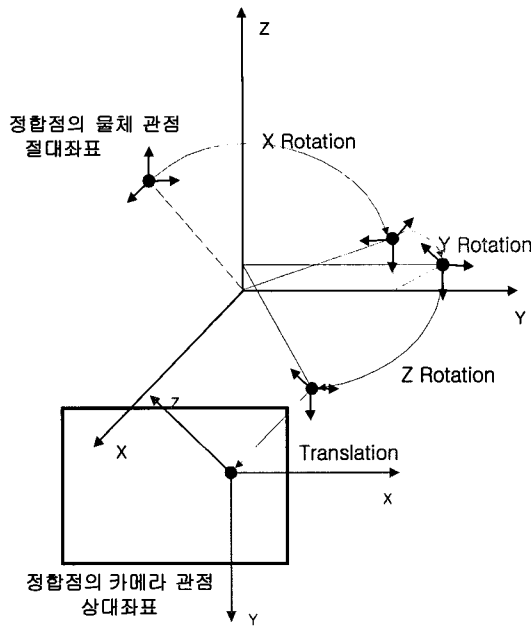 Z
정합점의 물체 관점
절대좌표
X Rotation
Y Rotation
Y
Z Rotation
Z
X
Translation
X
정합점의 카메라 관점
상대좌표
Y